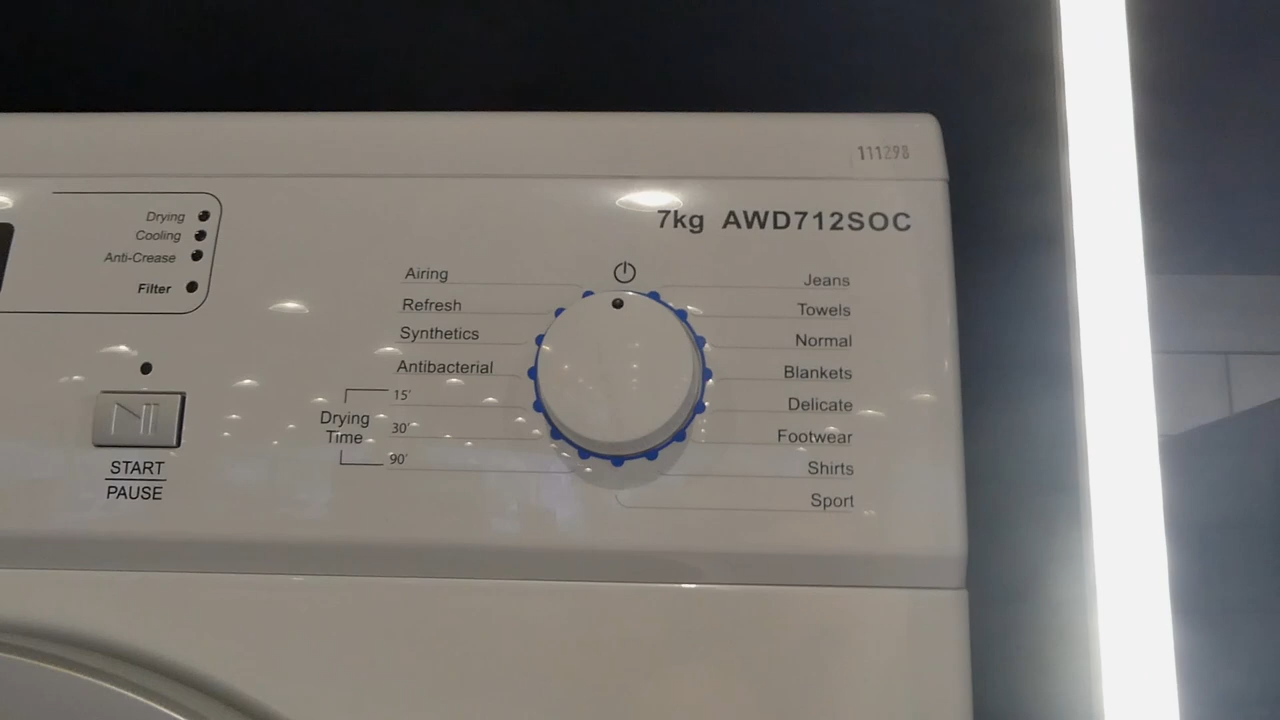 111298
7kg AWD712SOC
Drying
Cooling
Anti-Crease
Filter
START
PAUSE
Airing
Refresh
Synthetics
Antibacterial
Drying
Time
15'
30'
90'
Jeans
Towels
Normal
Blankets
Delicate
Footwear
Shirts
Sport